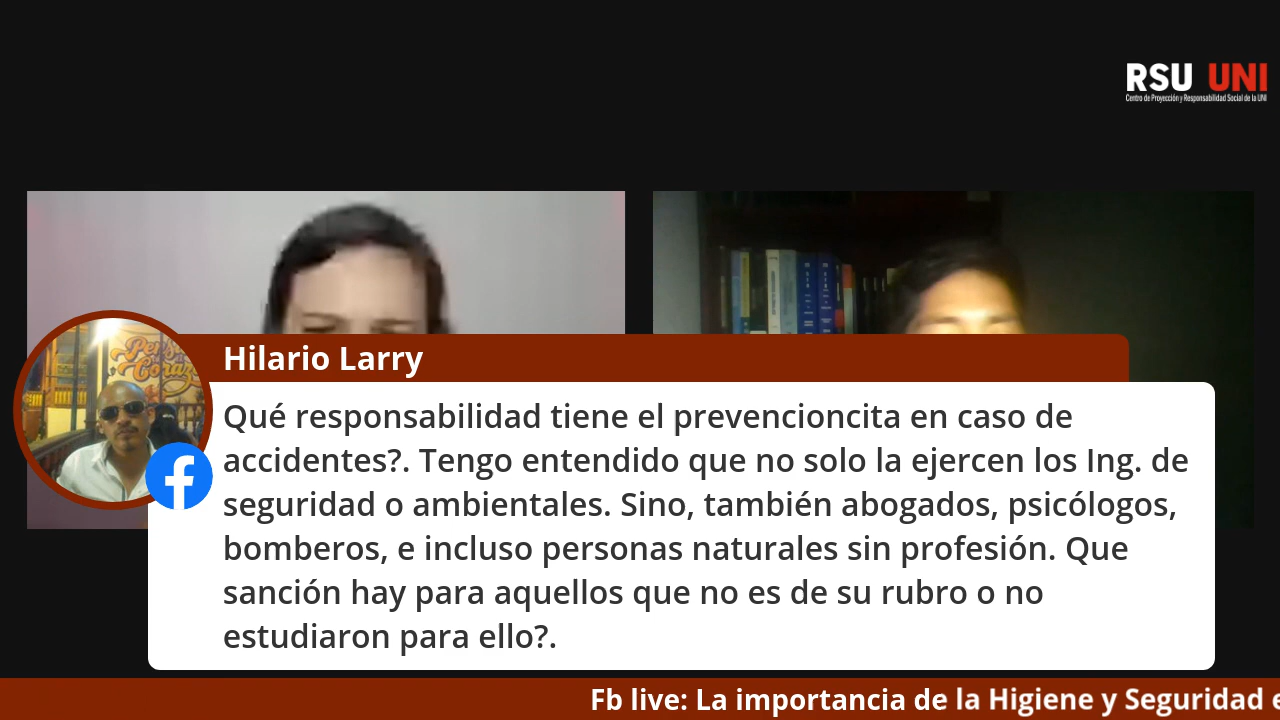 RSU UNI
Centro de Proyección y Responsabilidad Social de la UNI
Pensa
Coraz
Hilario Larry
Qué responsabilidad tiene el prevencioncita en caso de
accidentes?. Tengo entendido que no solo la ejercen los Ing. de
seguridad o ambientales. Sino, también abogados, psicólogos,
bomberos, e incluso personas naturales sin profesión. Que
sanción hay para aquellos que no es de su rubro o no
estudiaron para ello?.
Fb live: La importancia de la Higiene y Seguridad e